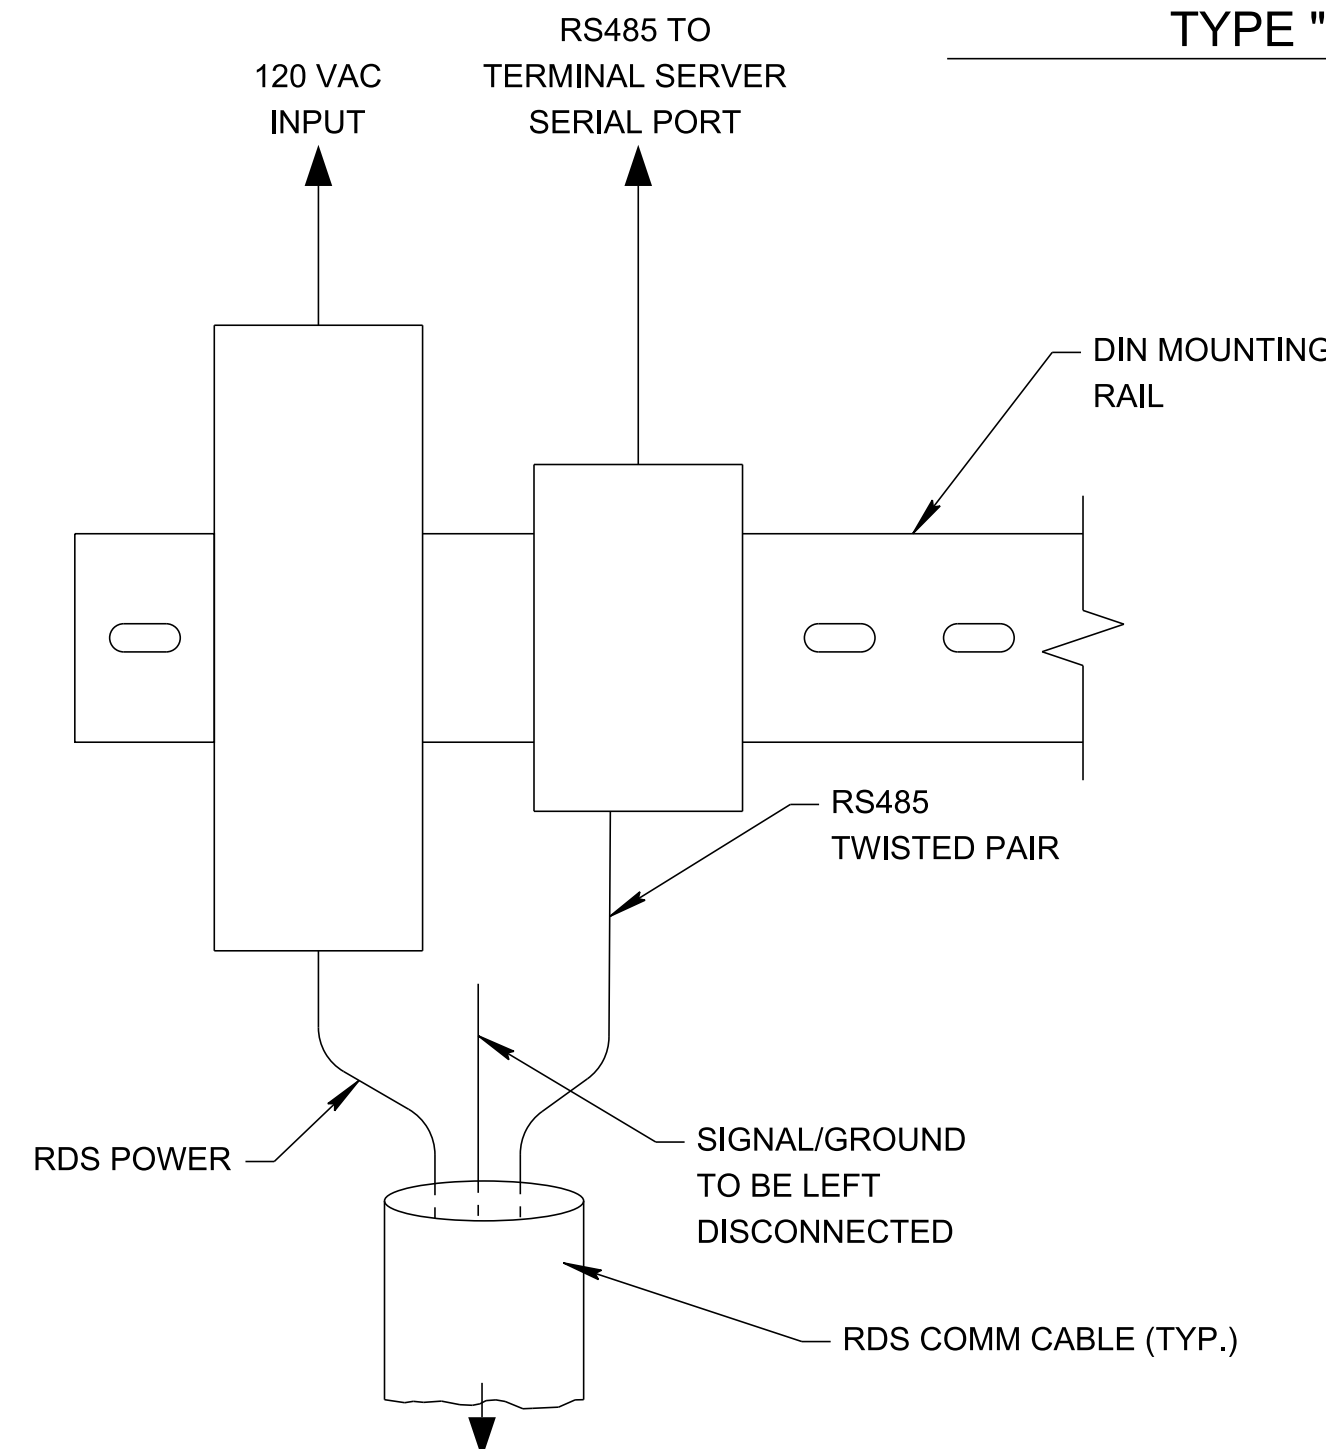 TYPE "
RS485 TO
TERMINAL SERVER
SERIAL PORT
120 VAC
INPUT
DIN MOUNTING
RAIL
RS485
TWISTED PAIR
SIGNAL/GROUND
TO BE LEFT
DISCONNECTED
RDS POWER
RDS COMM CABLE (TYP.)